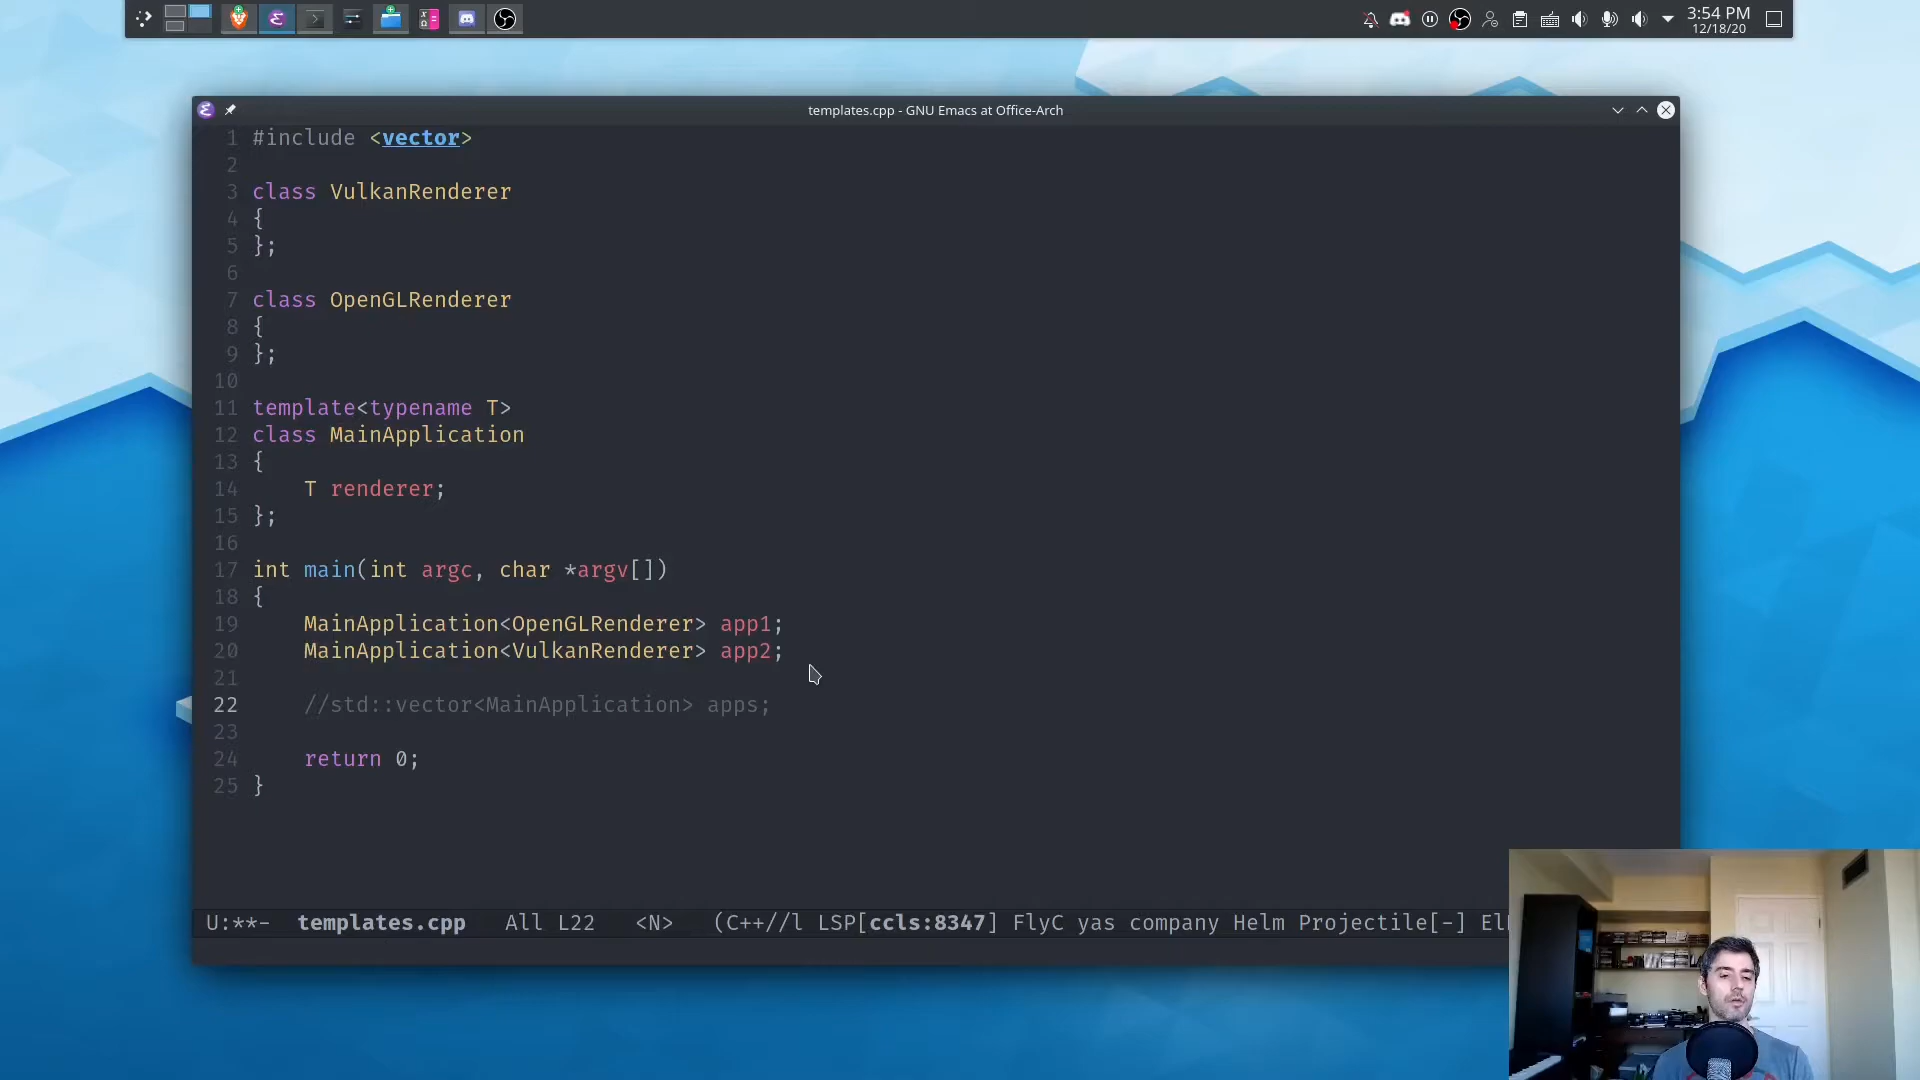 3:54 PM
12/18/20
templates.cpp - GNU Emacs at Office-Arch
1 #include <vector>
2
3 class VulkanRenderer
4 {
5 };
6
7 class OpenGLRenderer
8 {
9 };
10
11 template<typename T>
12 class MainApplication
13 {
14     T renderer;
15 };
16
17 int main(int argc, char *argv[])
18 {
19     MainApplication<OpenGLRenderer> app1;
20     MainApplication<VulkanRenderer> app2;
21
22     //std::vector<MainApplication> apps;
23
24     return 0;
25 }
U:**-  templates.cpp   All L22   <N>   (C++//l LSP[ccls:8347] FlyC yas company Helm Projectile[-] El